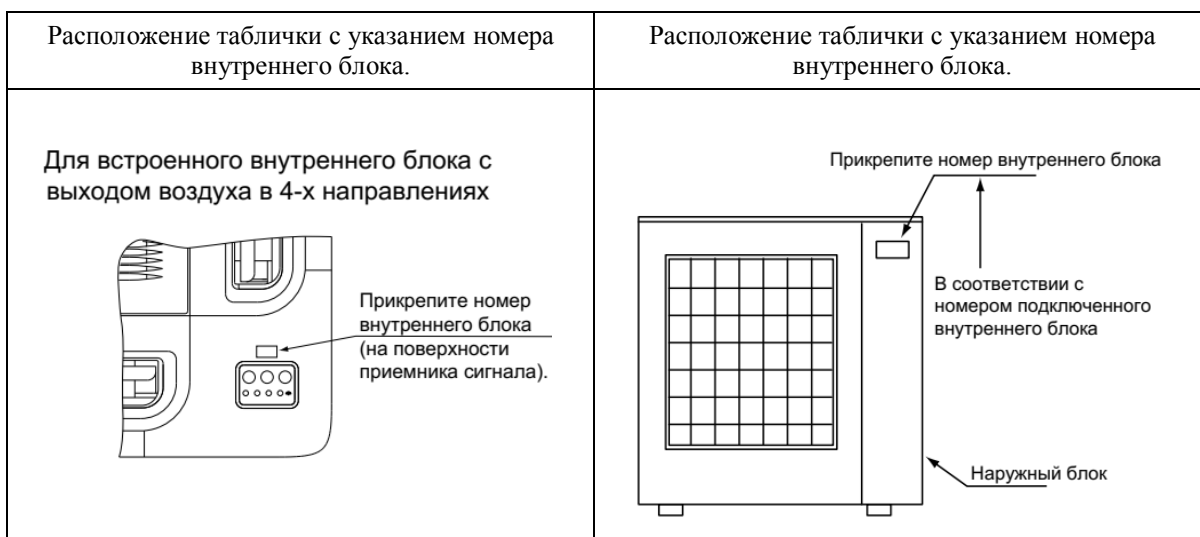 Расположение таблички с указанием номера
внутреннего блока.
Расположение таблички с указанием номера
внутреннего блока.
Для встроенного внутреннего блока с
выходом воздуха в 4-х направлениях
Прикрепите номер
внутреннего блока
(на поверхности
приемника сигнала).
Прикрепите номер внутреннего блока
В соответствии с
номером подключенного
внутреннего блока
Наружный блок